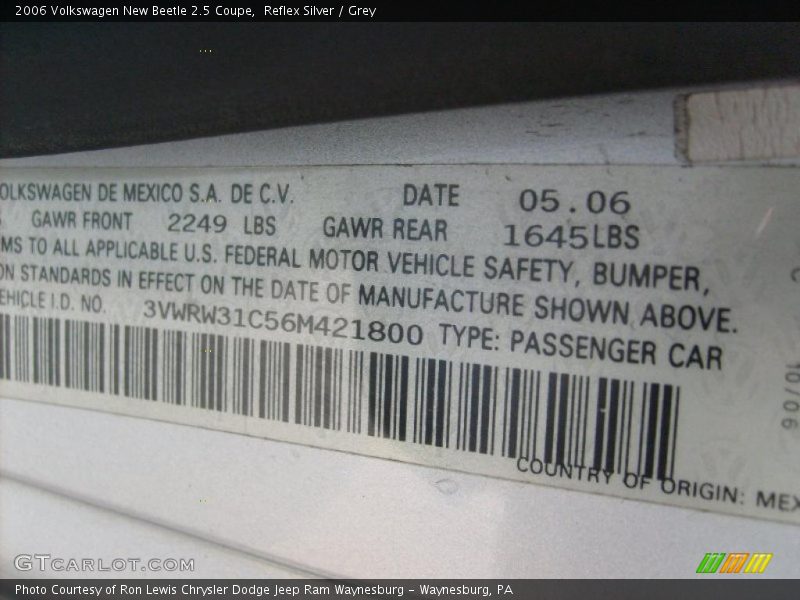 2006 Volkswagen New Beetle 2.5 Coupe,  Reflex Silver / Grey
OLKSWAGEN DE MEXICO S.A. DE C.V. DATE 05.06
GAWR FRONT 2249 LBS GAWR REAR 1645LBS
MS TO ALL APPLICABLE U.S. FEDERAL MOTOR VEHICLE SAFETY, BUMPER,
ON STANDARDS IN EFFECT ON THE DATE OF MANUFACTURE SHOWN ABOVE.
EHICLE I.D. NO. 3VWRW31C56M421800 TYPE: PASSENGER CAR
COUNTRY OF ORIGIN: MEX
10/06
GTCARLOT.COM
Photo Courtesy of Ron Lewis Chrysler Dodge Jeep Ram Waynesburg - Waynesburg, PA